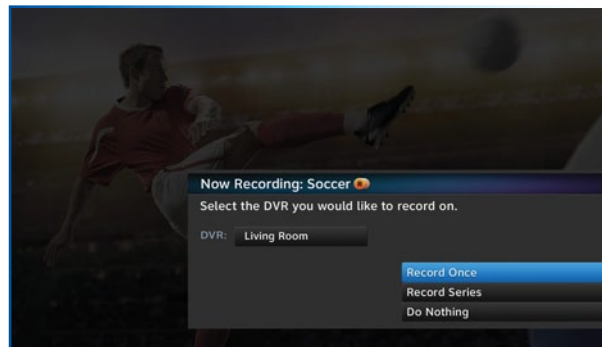 Now Recording: Soccer
Select the DVR you would like to record on.
DVR: Living Room
Record Once
Record Series
Do Nothing